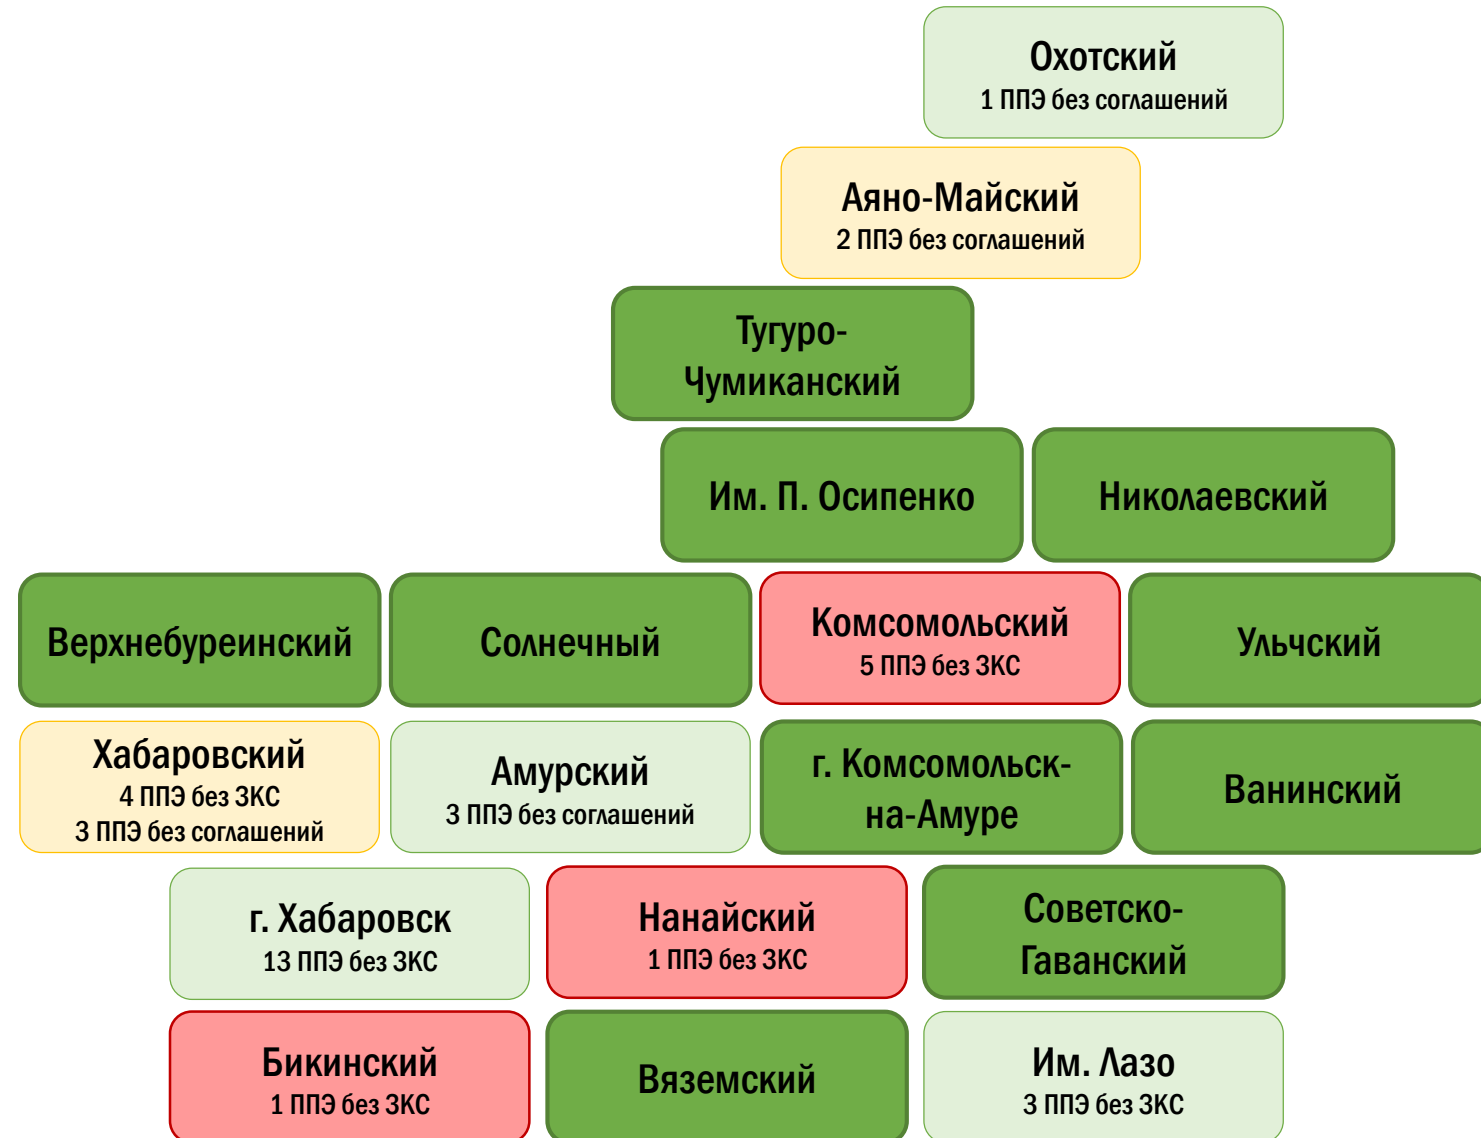 Охотский
1 ППЭ без соглашений
Аяно-Майский
2 ППЭ без соглашений
Тугуро-
Чумиканский
Им. П. Осипенко
Николаевский
Верхнебуреинский
Солнечный
Комсомольский
5 ППЭ без ЗКС
Ульчский
Хабаровский
4 ППЭ без ЗКС
3 ППЭ без соглашений
Амурский
3 ППЭ без соглашений
г. Комсомольск-
на-Амуре
Ванинский
г. Хабаровск
13 ППЭ без ЗКС
Нанайский
1 ППЭ без ЗКС
Советско-
Гаванский
Бикинский
1 ППЭ без ЗКС
Вяземский
Им. Лазо
3 ППЭ без ЗКС